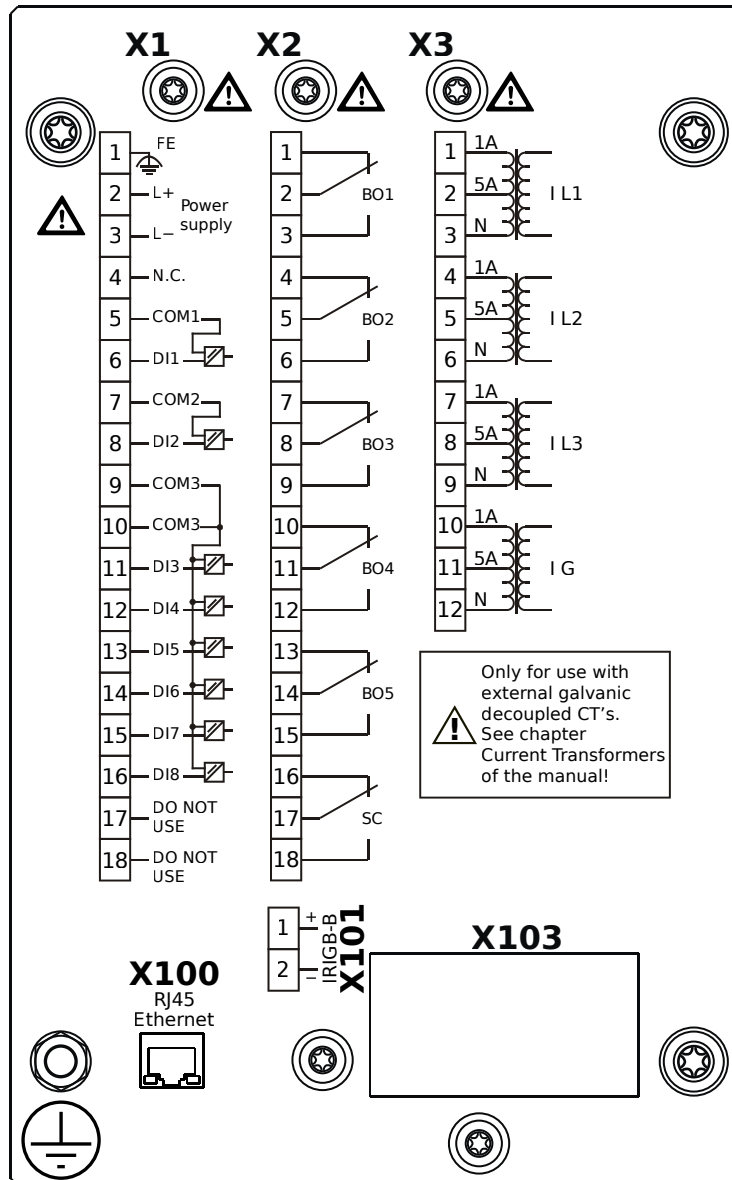 X1 X2 X3
1 FE
2 L+ Power supply
3 L−
4 N.C.
5 COM1
6 DI1
7 COM2
8 DI2
9 COM3
10 COM3
11 DI3
12 DI4
13 DI5
14 DI6
15 DI7
16 DI8
17 DO NOT USE
18 DO NOT USE
1
2 BO1
3
4
5 BO2
6
7
8 BO3
9
10
11 BO4
12
13
14 BO5
15
16
17 SC
18
1 1A
2 5A I L1
3 N
4 1A
5 5A I L2
6 N
7 1A
8 5A I L3
9 N
10 1A
11 5A I G
12 N
Only for use with
external galvanic
decoupled CT's.
See chapter
Current Transformers
of the manual!
1 +
2 −
IRIGB-B
X101
X100
RJ45
Ethernet
X103